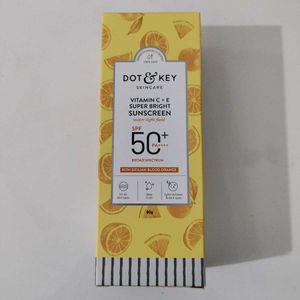 DOT & KEY
SKINCARE
VITAMIN C + E
SUPER BRIGHT
SUNSCREEN
water-light fluid
SPF
50+
PA++++
BROAD SPECTRUM
WITH SICILIAN BLOOD ORANGE